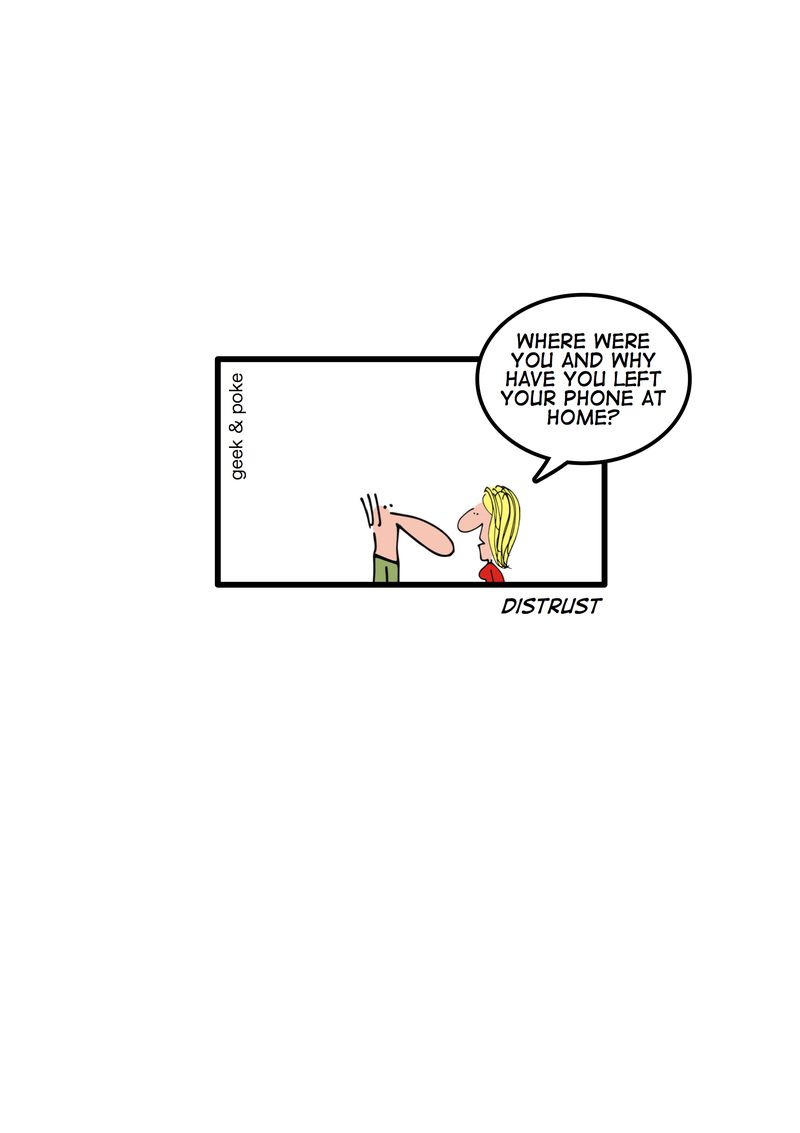 WHERE WERE
YOU AND WHY
HAVE YOU LEFT
YOUR PHONE AT
HOME?
geek & poke
DISTRUST